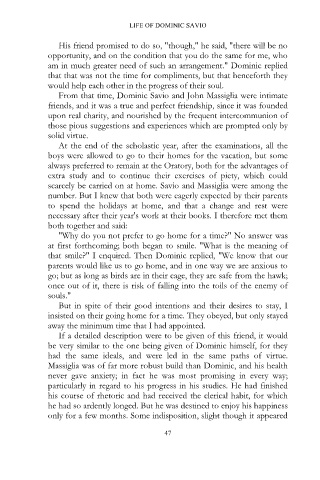 LIFE OF DOMINIC SAVIO
His friend promised to do so, "though," he said, "there will be no
opportunity, and on the condition that you do the same for me, who
am in much greater need of such an arrangement." Dominic replied
that that was not the time for compliments, but that henceforth they
would help each other in the progress of their soul.
From that time, Dominic Savio and John Massiglia were intimate
friends, and it was a true and perfect friendship, since it was founded
upon real charity, and nourished by the frequent intercommunion of
those pious suggestions and experiences which are prompted only by
solid virtue.
At the end of the scholastic year, after the examinations, all the
boys were allowed to go to their homes for the vacation, but some
always preferred to remain at the Oratory, both for the advantages of
extra study and to continue their exercises of piety, which could
scarcely be carried on at home. Savio and Massiglia were among the
number. But I knew that both were eagerly expected by their parents
to spend the holidays at home, and that a change and rest were
necessary after their year's work at their books. I therefore met them
both together and said:
"Why do you not prefer to go home for a time?" No answer was
at first forthcoming; both began to smile. "What is the meaning of
that smile?" I enquired. Then Dominic replied, "We know that our
parents would like us to go home, and in one way we are anxious to
go; but as long as birds are in their cage, they are safe from the hawk;
once out of it, there is risk of falling into the toils of the enemy of
souls."
But in spite of their good intentions and their desires to stay, I
insisted on their going home for a time. They obeyed, but only stayed
away the minimum time that I had appointed.
If a detailed description were to be given of this friend, it would
be very similar to the one being given of Dominic himself, for they
had the same ideals, and were led in the same paths of virtue.
Massiglia was of far more robust build than Dominic, and his health
never gave anxiety; in fact he was most promising in every way;
particularly in regard to his progress in his studies. He had finished
his course of rhetoric and had received the clerical habit, for which
he had so ardently longed. But he was destined to enjoy his happiness
only for a few months. Some indisposition, slight though it appeared
47